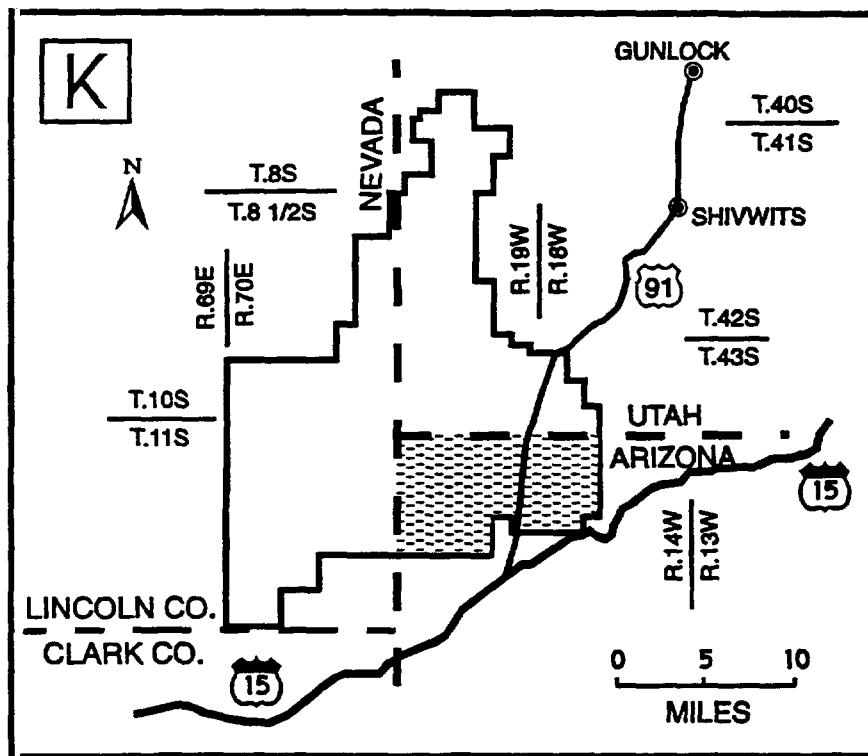 K
GUNLOCK
T.40S
T.41S
N
NEVADA
T.8S
T.8 1/2S
SHIVWITS
R.19W
R.18W
R.69E
R.70E
91
T.42S
T.43S
T.10S
T.11S
UTAH
ARIZONA
15
R.14W
R.13W
LINCOLN CO.
CLARK CO.
15
0 5 10
MILES